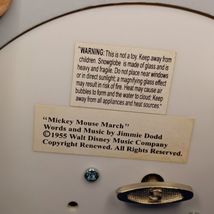 "WARNING: This is not a toy. Keep away from
children. Snowglobe is made of glass and is
heavy and fragile. Do not place near windows
or in direct sunlight; a magnifying glass effect
may result in risk of fire. Heat may cause air
bubbles to form and the water to cloud. Keep
away from all appliances and heat sources."
"Mickey Mouse March"
Words and Music by Jimmie Dodd
©1955 Walt Disney Music Company
Copyright Renewed. All Rights Reserved.